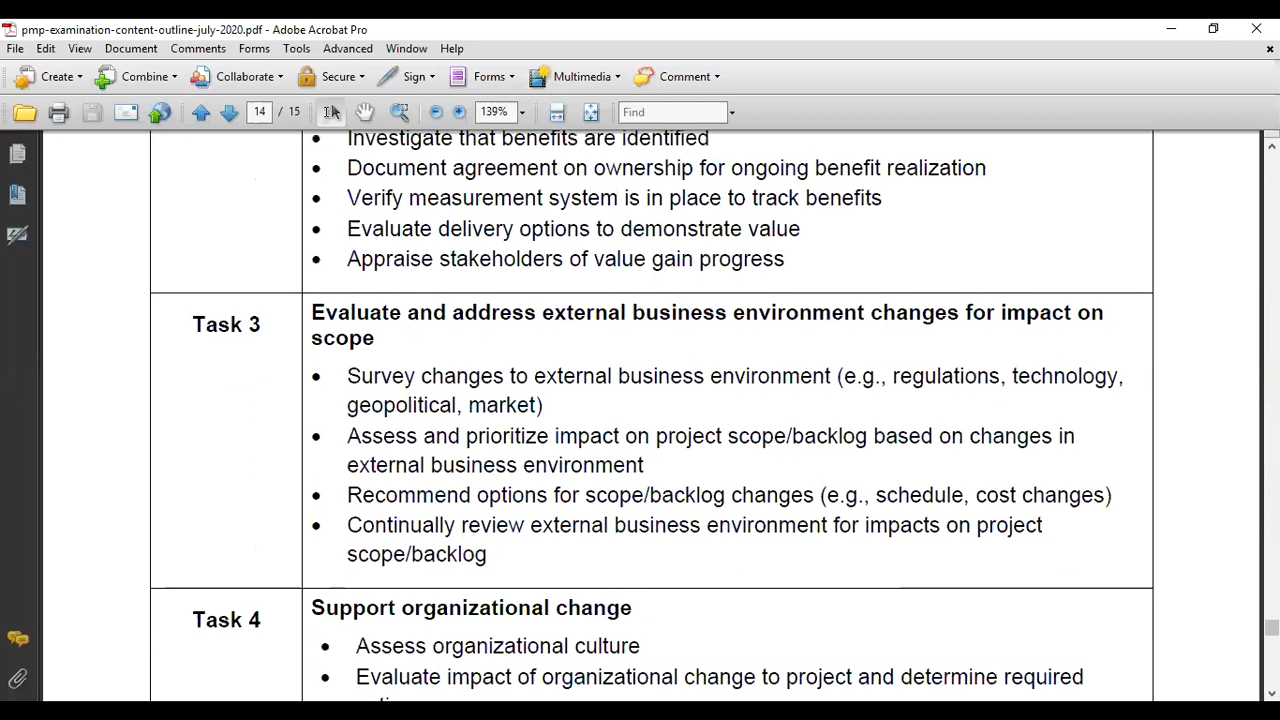 pmp-examination-content-outline-july-2020.pdf - Adobe Acrobat Pro
File Edit View Document Comments Forms Tools Advanced Window Help
Create Combine Collaborate Secure Sign Forms Multimedia Comment
14 / 15 139% Find
• Investigate that benefits are identified
• Document agreement on ownership for ongoing benefit realization
• Verify measurement system is in place to track benefits
• Evaluate delivery options to demonstrate value
• Appraise stakeholders of value gain progress
Task 3
Evaluate and address external business environment changes for impact on
scope
• Survey changes to external business environment (e.g., regulations, technology,
geopolitical, market)
• Assess and prioritize impact on project scope/backlog based on changes in
external business environment
• Recommend options for scope/backlog changes (e.g., schedule, cost changes)
• Continually review external business environment for impacts on project
scope/backlog
Task 4
Support organizational change
• Assess organizational culture
• Evaluate impact of organizational change to project and determine required